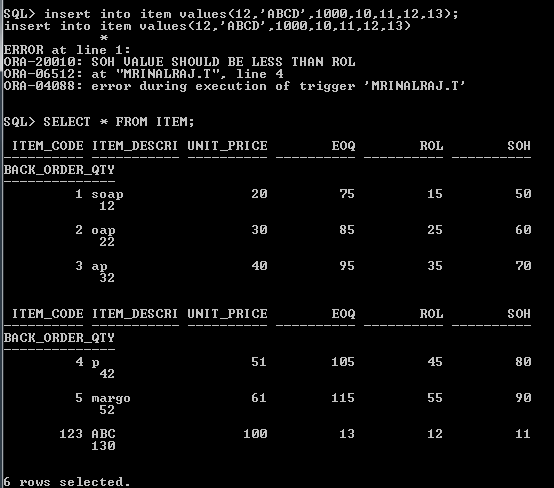 SQL> insert into item values(12,'ABCD',1000,10,11,12,13);
insert into item values(12,'ABCD',1000,10,11,12,13)
            *
ERROR at line 1:
ORA-20010: SOH VALUE SHOULD BE LESS THAN ROL
ORA-06512: at "MRINALRAJ.T", line 4
ORA-04088: error during execution of trigger 'MRINALRAJ.T'
SQL> SELECT * FROM ITEM;
 ITEM_CODE ITEM_DESCRI UNIT_PRICE        EOQ        ROL        SOH
---------- ----------- ---------- ---------- ---------- ----------
BACK_ORDER_QTY
--------------
         1 soap                20         75         15         50
            12
         2 oap                 30         85         25         60
            22
         3 ap                  40         95         35         70
            32
 ITEM_CODE ITEM_DESCRI UNIT_PRICE        EOQ        ROL        SOH
---------- ----------- ---------- ---------- ---------- ----------
BACK_ORDER_QTY
--------------
         4 p                   51        105         45         80
            42
         5 margo               61        115         55         90
            52
       123 ABC                100         13         12         11
           130
6 rows selected.